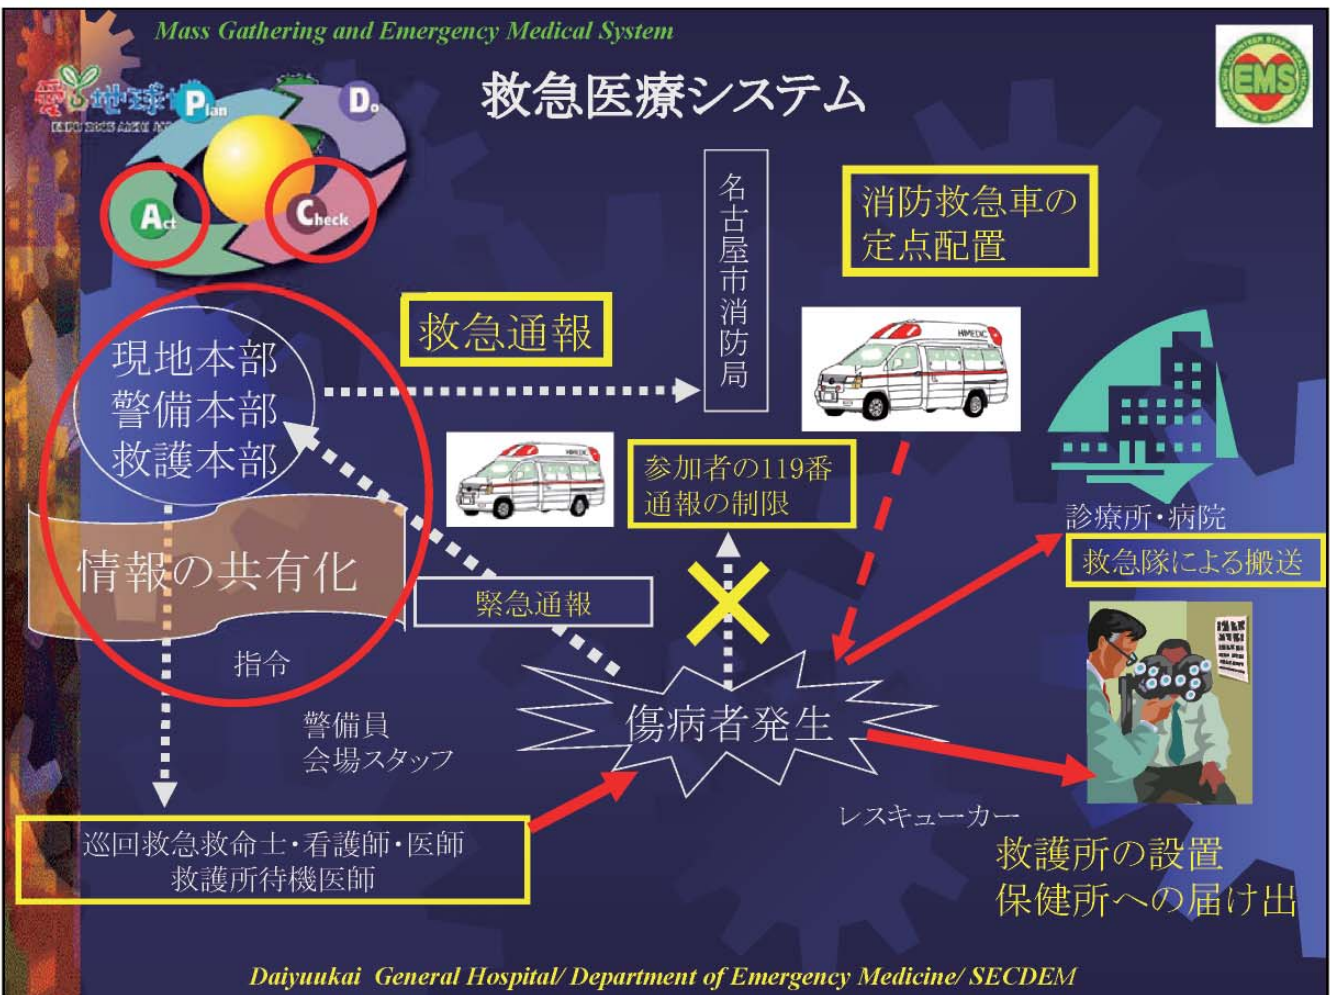 Mass Gathering and Emergency Medical System
救急医療システム
Plan
Do
Check
Act
EMS
名古屋市消防局
消防救急車の
定点配置
救急通報
現地本部
警備本部
救護本部
参加者の119番
通報の制限
診療所・病院
救急隊による搬送
情報の共有化
緊急通報
指令
警備員
会場スタッフ
傷病者発生
レスキューカー
巡回救急救命士・看護師・医師
救護所待機医師
救護所の設置
保健所への届け出
Daiyuukai General Hospital/ Department of Emergency Medicine/ SECDEM